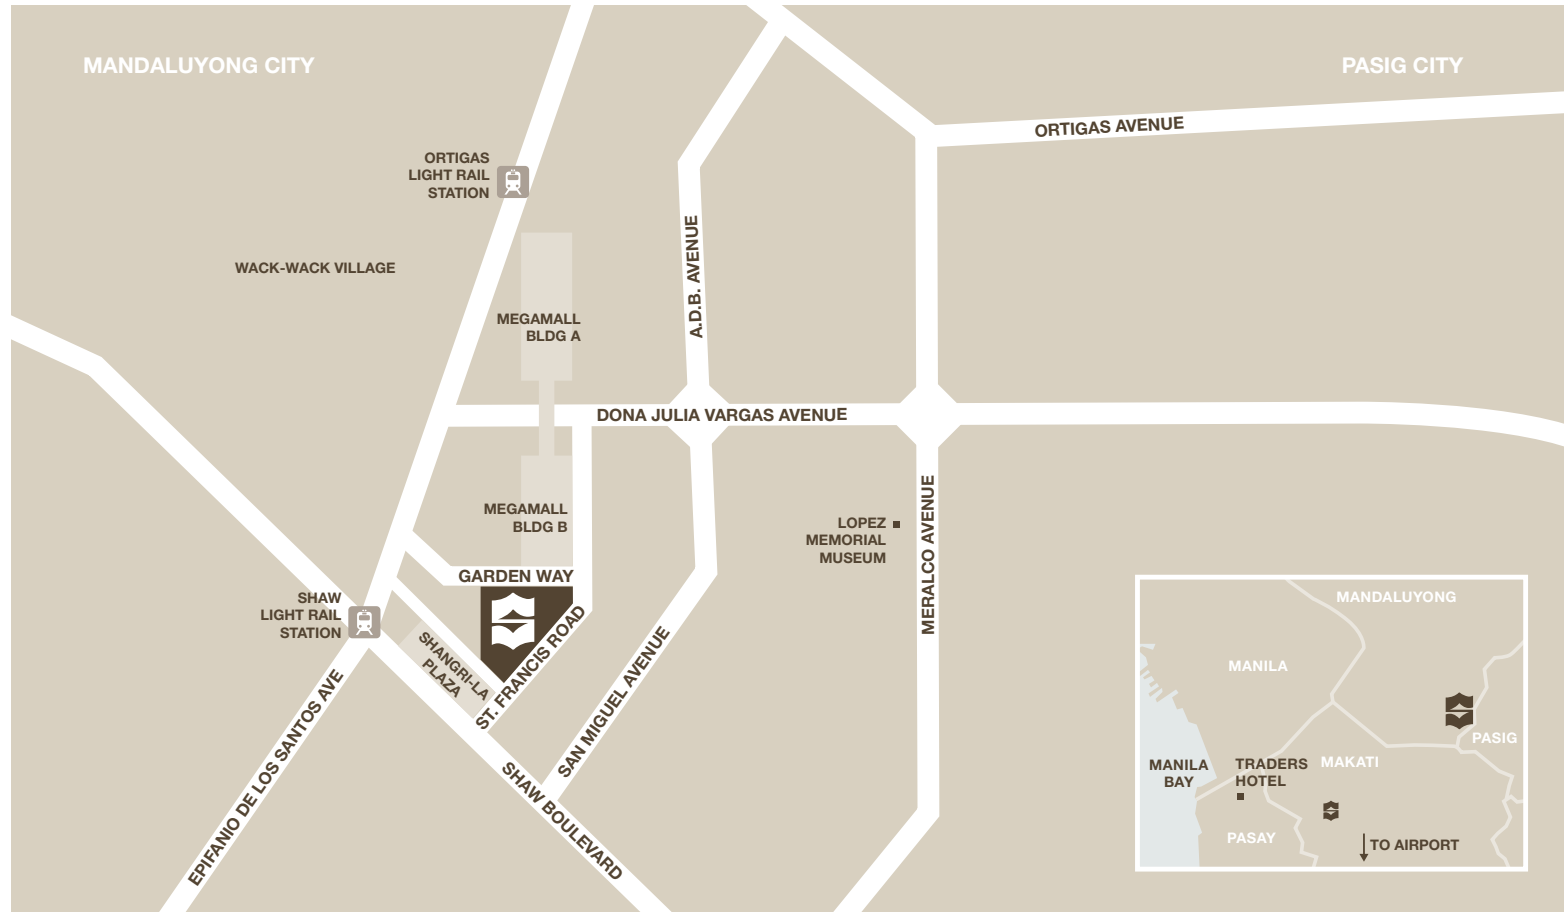 MANDALUYONG CITY
PASIG CITY
ORTIGAS AVENUE
ORTIGAS
LIGHT RAIL
STATION
WACK-WACK VILLAGE
A.D.B. AVENUE
MEGAMALL
BLDG A
DONA JULIA VARGAS AVENUE
MEGAMALL
BLDG B
LOPEZ
MEMORIAL
MUSEUM
MERALCO AVENUE
GARDEN WAY
SHAW
LIGHT RAIL
STATION
SHANGRI-LA
PLAZA
ST. FRANCIS ROAD
SAN MIGUEL AVENUE
EPIFANIO DE LOS SANTOS AVE
SHAW BOULEVARD
MANDALUYONG
MANILA
PASIG
MANILA
BAY
TRADERS
HOTEL
MAKATI
PASAY
TO AIRPORT